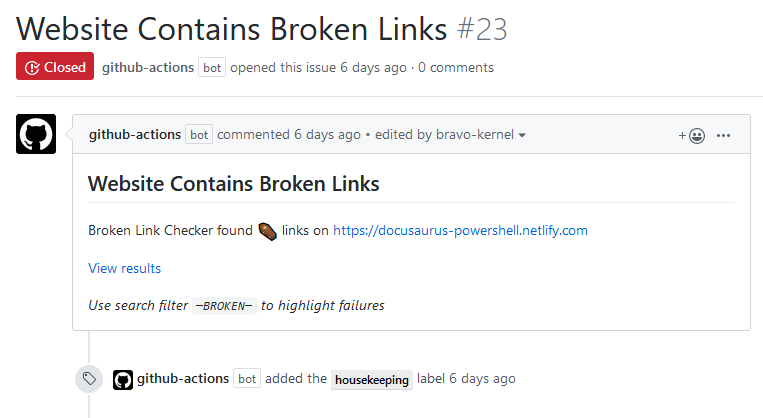 Website Contains Broken Links #23
Closed github-actions bot opened this issue 6 days ago · 0 comments
github-actions bot commented 6 days ago • edited by bravo-kernel
Website Contains Broken Links
Broken Link Checker found ⚰️ links on https://docusaurus-powershell.netlify.com
View results
Use search filter ─BROKEN─ to highlight failures
github-actions bot added the housekeeping label 6 days ago